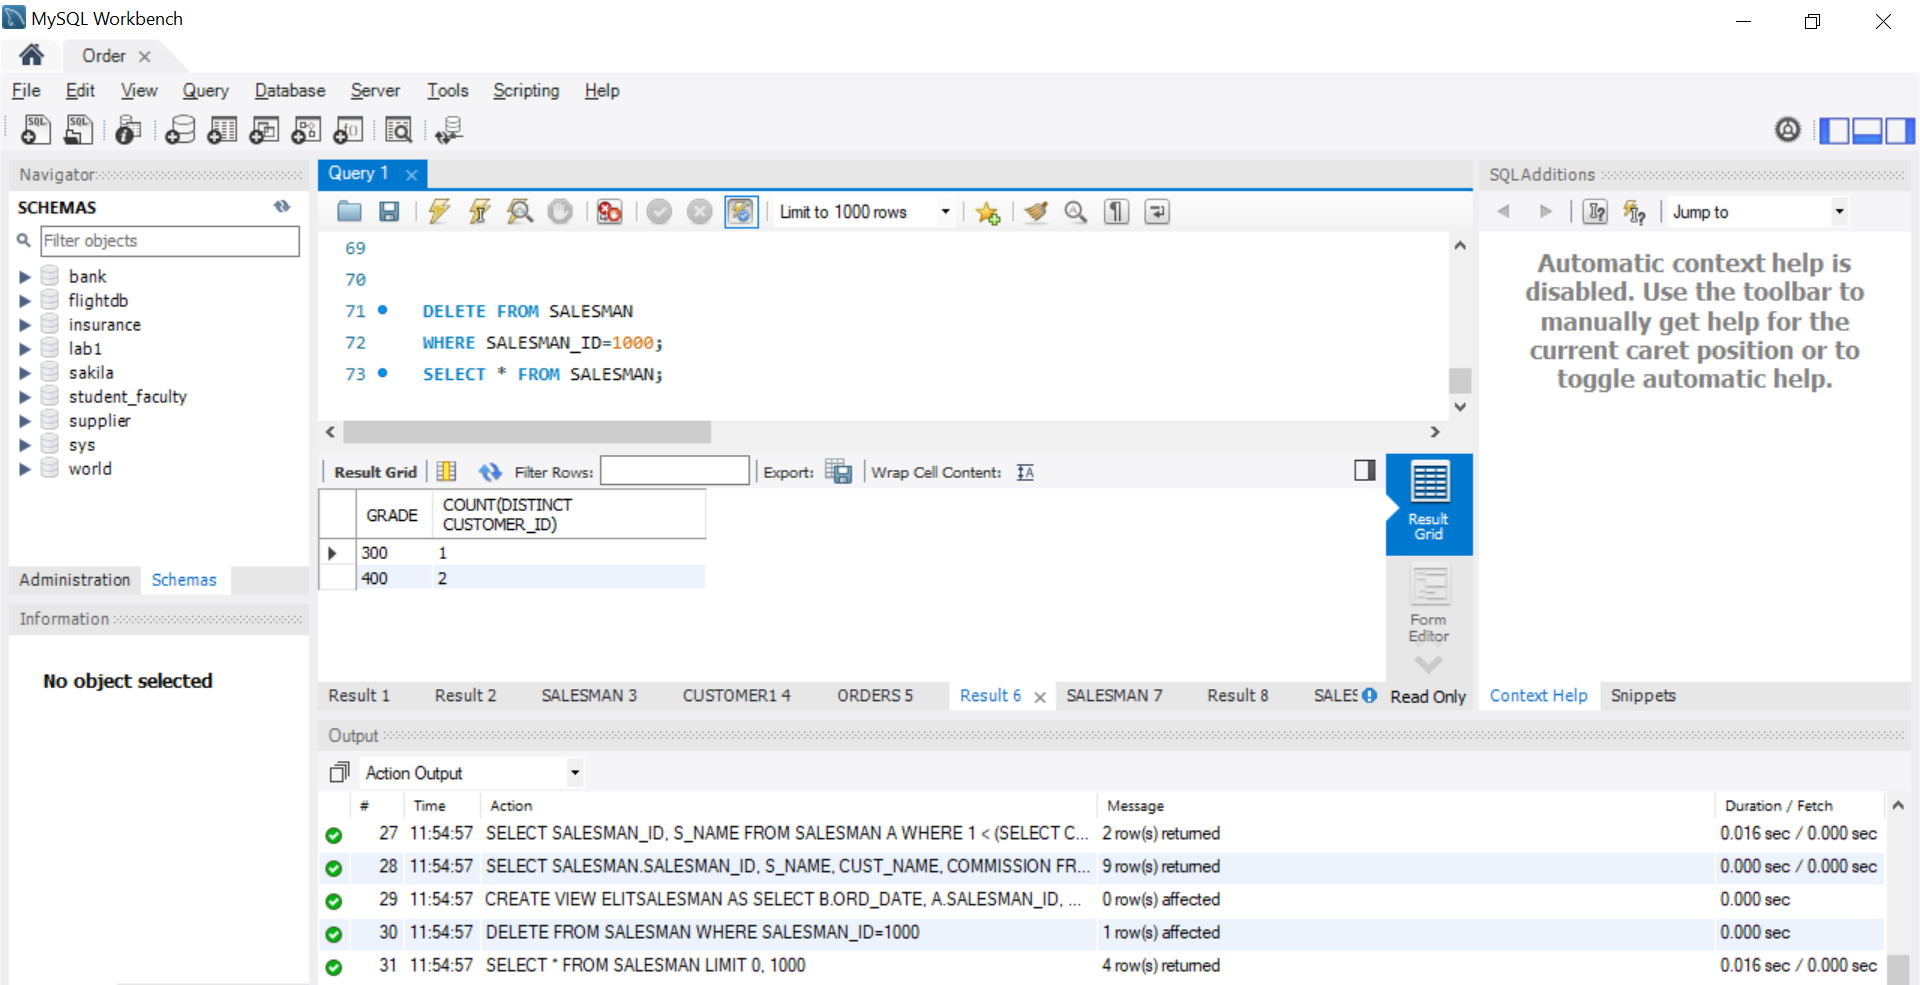 MySQL Workbench
Order
File Edit View Query Database Server Tools Scripting Help
Navigator
SCHEMAS
Filter objects
bank
flightdb
insurance
lab1
sakila
student_faculty
supplier
sys
world
Administration Schemas
Information
No object selected
Query 1
Limit to 1000 rows
69
70
71 DELETE FROM SALESMAN
72 WHERE SALESMAN_ID=1000;
73 SELECT * FROM SALESMAN;
Result Grid Filter Rows: Export: Wrap Cell Content:
GRADE COUNT(DISTINCT
CUSTOMER_ID)
300 1
400 2
Result
Grid
Form
Editor
Result 1 Result 2 SALESMAN 3 CUSTOMER1 4 ORDERS 5 Result 6 SALESMAN 7 Result 8 SALES Read Only
SQLAdditions
Jump to
Automatic context help is
disabled. Use the toolbar to
manually get help for the
current caret position or to
toggle automatic help.
Context Help Snippets
Output
Action Output
# Time Action Message Duration / Fetch
27 11:54:57 SELECT SALESMAN_ID, S_NAME FROM SALESMAN A WHERE 1 < (SELECT C... 2 row(s) returned 0.016 sec / 0.000 sec
28 11:54:57 SELECT SALESMAN.SALESMAN_ID, S_NAME, CUST_NAME, COMMISSION FR... 9 row(s) returned 0.000 sec / 0.000 sec
29 11:54:57 CREATE VIEW ELITSALESMAN AS SELECT B.ORD_DATE, A.SALESMAN_ID, ... 0 row(s) affected 0.000 sec
30 11:54:57 DELETE FROM SALESMAN WHERE SALESMAN_ID=1000 1 row(s) affected 0.000 sec
31 11:54:57 SELECT * FROM SALESMAN LIMIT 0, 1000 4 row(s) returned 0.016 sec / 0.000 sec